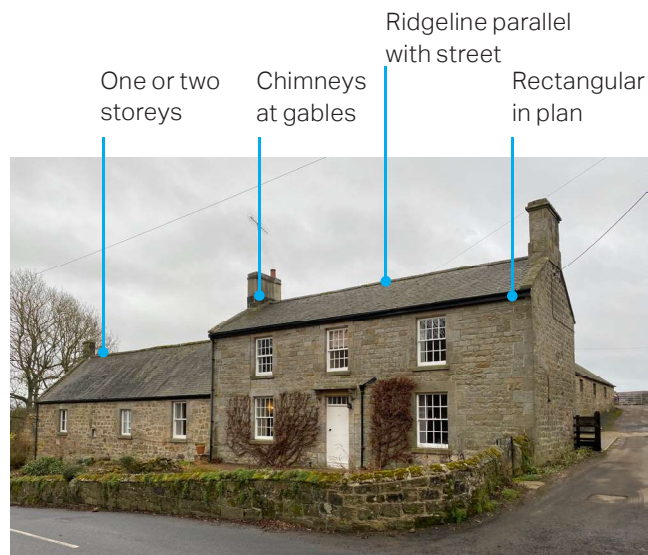 Ridgeline parallel
with street
One or two
storeys
Chimneys
at gables
Rectangular
in plan